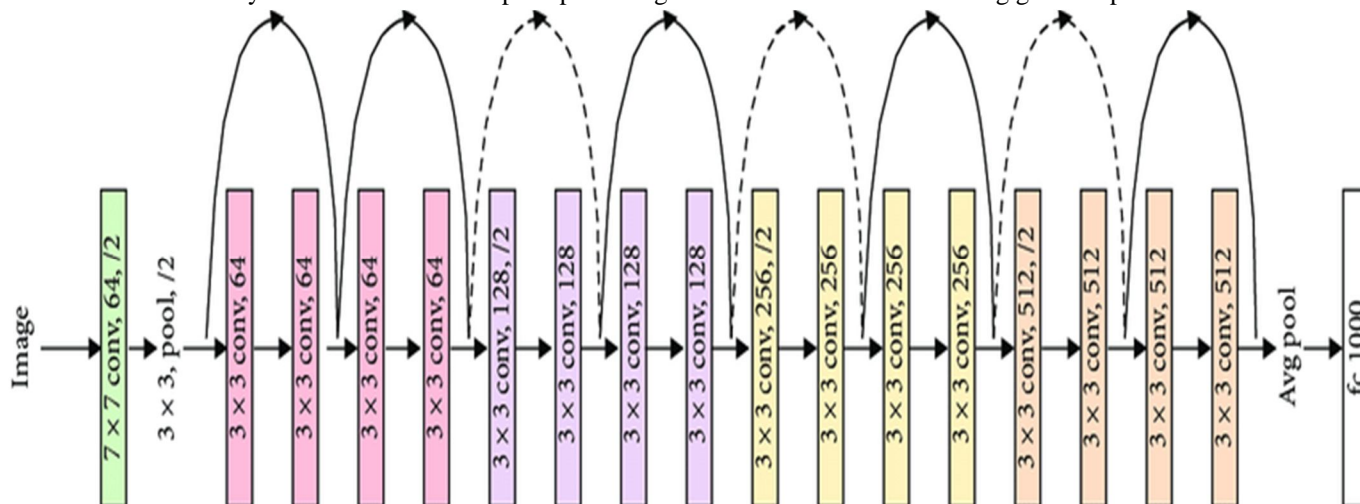 Image
7 × 7 conv, 64, /2
3 × 3, pool, /2
3 × 3 conv, 64
3 × 3 conv, 64
3 × 3 conv, 64
3 × 3 conv, 64
3 × 3 conv, 128, /2
3 × 3 conv, 128
3 × 3 conv, 128
3 × 3 conv, 128
3 × 3 conv, 256, /2
3 × 3 conv, 256
3 × 3 conv, 256
3 × 3 conv, 256
3 × 3 conv, 512, /2
3 × 3 conv, 512
3 × 3 conv, 512
3 × 3 conv, 512
Avg pool
fc 1000